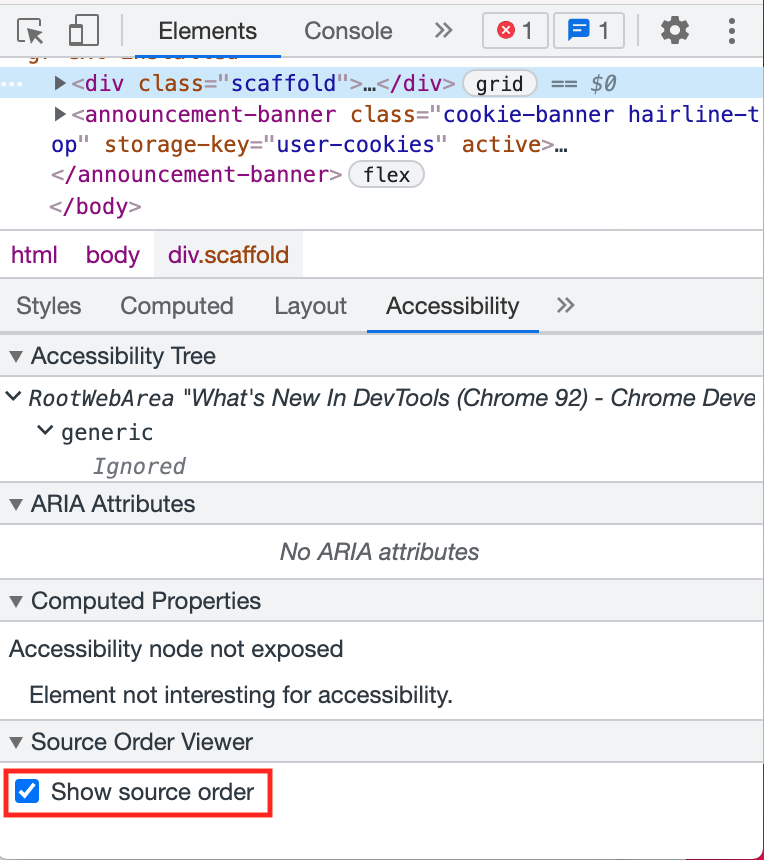 Elements Console 1 1
<div class="scaffold">…</div> grid == $0
<announcement-banner class="cookie-banner hairline-t
op" storage-key="user-cookies" active>…
</announcement-banner> flex
</body>
html body div.scaffold
Styles Computed Layout Accessibility
Accessibility Tree
RootWebArea "What's New In DevTools (Chrome 92) - Chrome Deve
generic
Ignored
ARIA Attributes
No ARIA attributes
Computed Properties
Accessibility node not exposed
Element not interesting for accessibility.
Source Order Viewer
Show source order